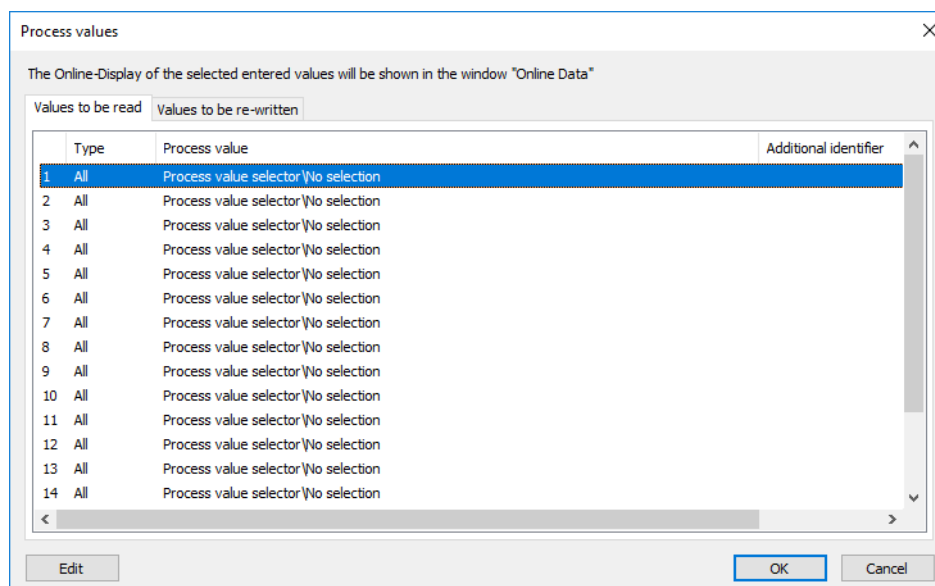 Process values
The Online-Display of the selected entered values will be shown in the window "Online Data"
Values to be read Values to be re-written
Type Process value Additional identifier
1 All Process value selector\No selection
2 All Process value selector\No selection
3 All Process value selector\No selection
4 All Process value selector\No selection
5 All Process value selector\No selection
6 All Process value selector\No selection
7 All Process value selector\No selection
8 All Process value selector\No selection
9 All Process value selector\No selection
10 All Process value selector\No selection
11 All Process value selector\No selection
12 All Process value selector\No selection
13 All Process value selector\No selection
14 All Process value selector\No selection
Edit OK Cancel